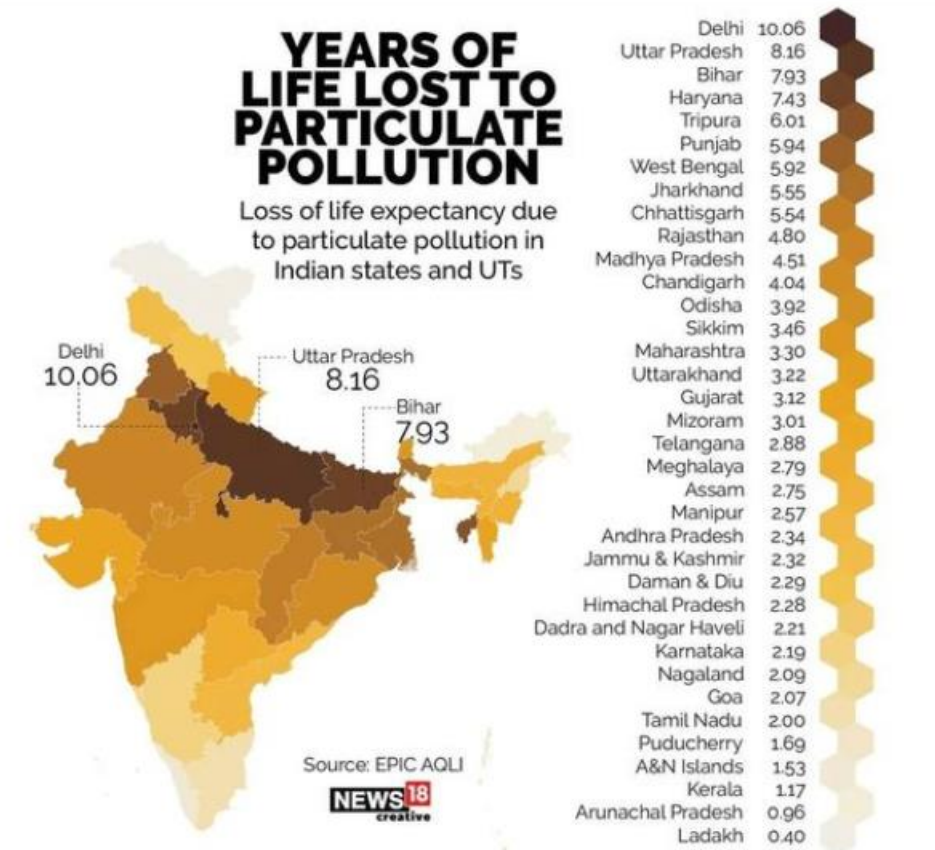 YEARS OF
LIFE LOST TO
PARTICULATE
POLLUTION
Loss of life expectancy due
to particulate pollution in
Indian states and UTs
Delhi
10.06
Uttar Pradesh
8.16
Bihar
7.93
Source: EPIC AQLI
NEWS 18
creative
Delhi 10.06
Uttar Pradesh 8.16
Bihar 7.93
Haryana 7.43
Tripura 6.01
Punjab 5.94
West Bengal 5.92
Jharkhand 5.55
Chhattisgarh 5.54
Rajasthan 4.80
Madhya Pradesh 4.51
Chandigarh 4.04
Odisha 3.92
Sikkim 3.46
Maharashtra 3.30
Uttarakhand 3.22
Gujarat 3.12
Mizoram 3.01
Telangana 2.88
Meghalaya 2.79
Assam 2.75
Manipur 2.57
Andhra Pradesh 2.34
Jammu & Kashmir 2.32
Daman & Diu 2.29
Himachal Pradesh 2.28
Dadra and Nagar Haveli 2.21
Karnataka 2.19
Nagaland 2.09
Goa 2.07
Tamil Nadu 2.00
Puducherry 1.69
A&N Islands 1.53
Kerala 1.17
Arunachal Pradesh 0.96
Ladakh 0.40